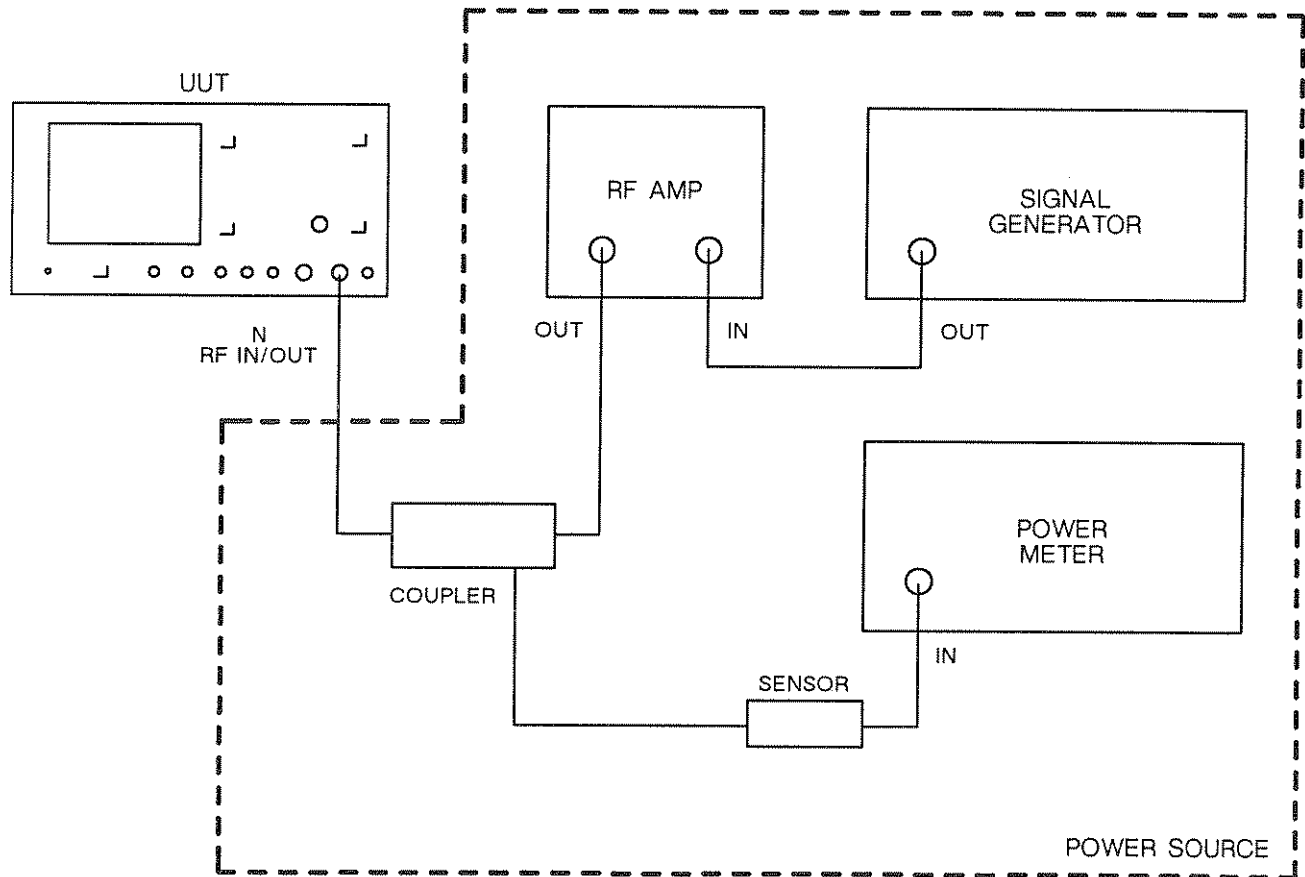 UUT
RF AMP
SIGNAL
GENERATOR
N
RF IN/OUT
OUT
IN
OUT
COUPLER
POWER
METER
IN
SENSOR
POWER SOURCE